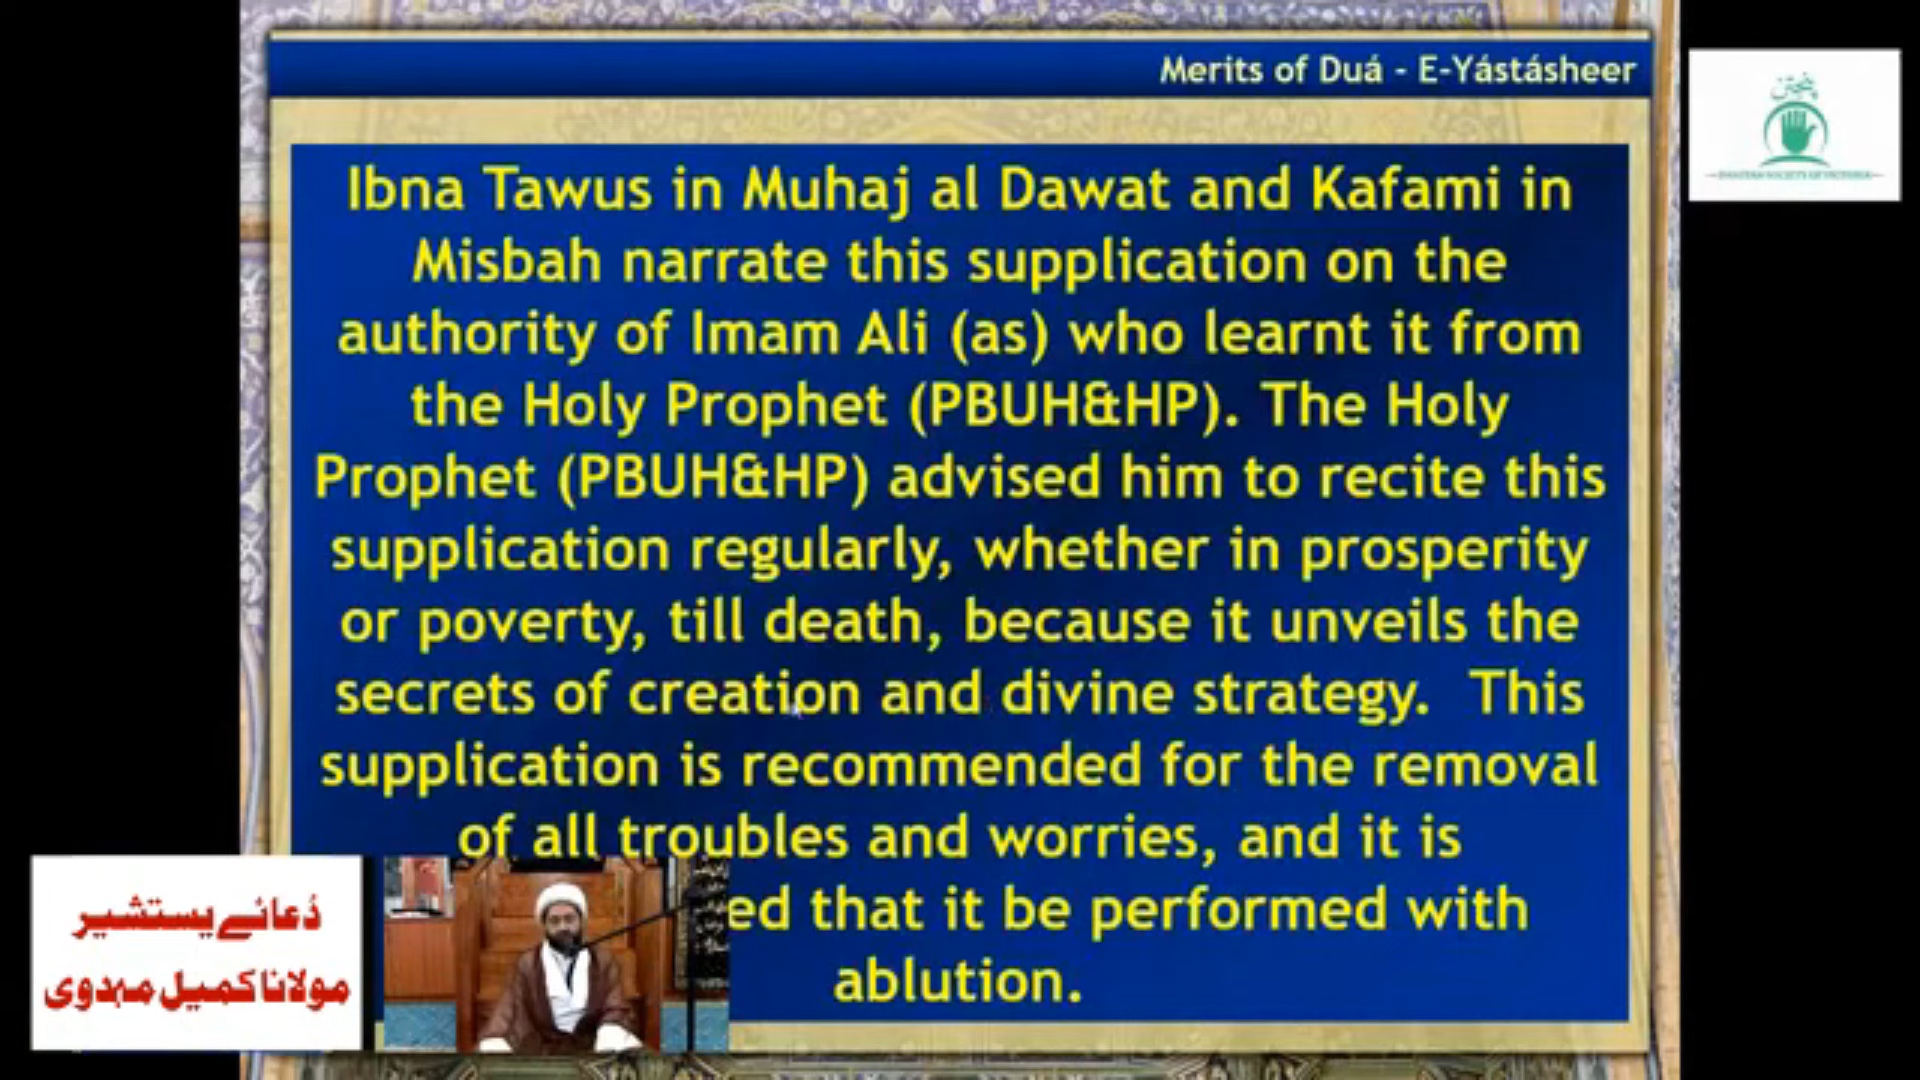 Merits of Duá - E-Yástásheer
پنجتن
Ibna Tawus in Muhaj al Dawat and Kafami in
Misbah narrate this supplication on the
authority of Imam Ali (as) who learnt it from
the Holy Prophet (PBUH&HP). The Holy
Prophet (PBUH&HP) advised him to recite this
supplication regularly, whether in prosperity
or poverty, till death, because it unveils the
secrets of creation and divine strategy. This
supplication is recommended for the removal
of all troubles and worries, and it is
ed that it be performed with
ablution.
دُعائے یستشیر
مولانا کمیل مہدوی